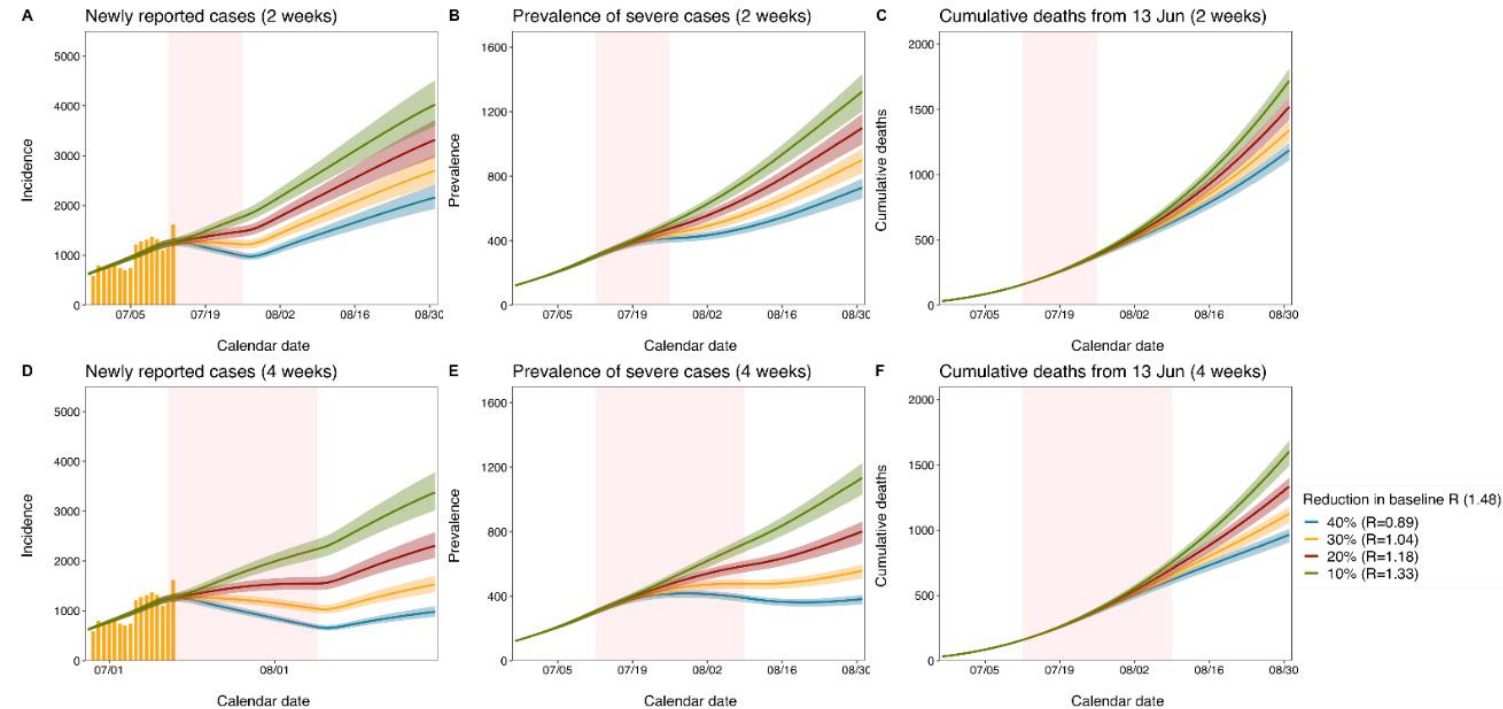 A Newly reported cases (2 weeks)
Incidence
5000
4000
3000
2000
1000
0
07/05 07/19 08/02 08/16 08/30
Calendar date
B Prevalence of severe cases (2 weeks)
Prevalence
1600
1200
800
400
0
07/05 07/19 08/02 08/16 08/30
Calendar date
C Cumulative deaths from 13 Jun (2 weeks)
Cumulative deaths
2000
1500
1000
500
0
07/05 07/19 08/02 08/16 08/30
Calendar date
D Newly reported cases (4 weeks)
Incidence
5000
4000
3000
2000
1000
0
07/01 08/01
Calendar date
E Prevalence of severe cases (4 weeks)
Prevalence
1600
1200
800
400
0
07/05 07/19 08/02 08/16 08/30
Calendar date
F Cumulative deaths from 13 Jun (4 weeks)
Cumulative deaths
2000
1500
1000
500
0
07/05 07/19 08/02 08/16 08/30
Calendar date
Reduction in baseline R (1.48)
40% (R=0.89)
30% (R=1.04)
20% (R=1.18)
10% (R=1.33)